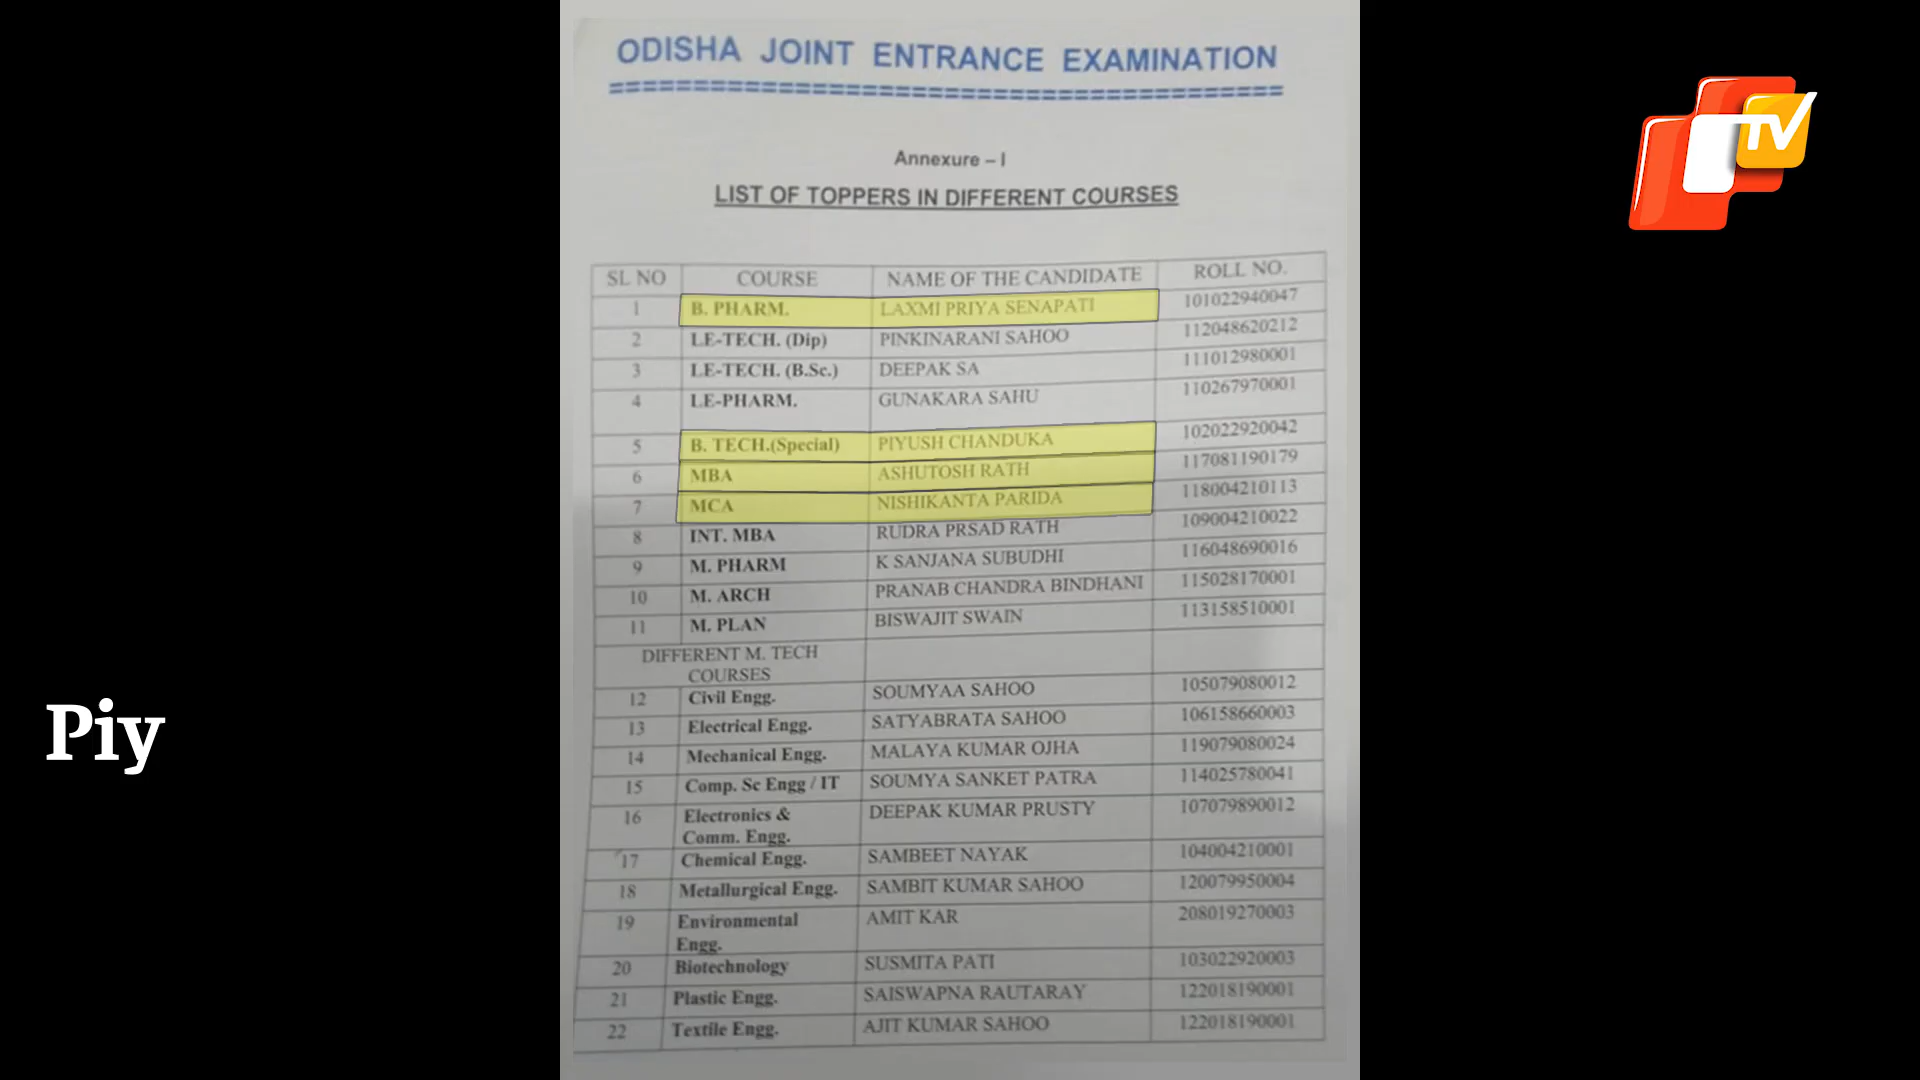 ODISHA JOINT ENTRANCE EXAMINATION
Annexure – I
LIST OF TOPPERS IN DIFFERENT COURSES
SL NO COURSE NAME OF THE CANDIDATE ROLL NO.
1 B. PHARM. LAXMI PRIYA SENAPATI 101022940047
2 LE-TECH. (Dip) PINKINARANI SAHOO 112048620212
3 LE-TECH. (B.Sc.) DEEPAK SA 111012980001
4 LE-PHARM. GUNAKARA SAHU 110267970001
5 B. TECH.(Special) PIYUSH CHANDUKA 102022920042
6 MBA ASHUTOSH RATH 117081190179
7 MCA NISHIKANTA PARIDA 118004210113
8 INT. MBA RUDRA PRSAD RATH 109004210022
9 M. PHARM K SANJANA SUBUDHI 116048690016
10 M. ARCH PRANAB CHANDRA BINDHANI 115028170001
11 M. PLAN BISWAJIT SWAIN 113158510001
DIFFERENT M. TECH
COURSES
12 Civil Engg. SOUMYAA SAHOO 105079080012
13 Electrical Engg. SATYABRATA SAHOO 106158660003
14 Mechanical Engg. MALAYA KUMAR OJHA 119079080024
15 Comp. Sc Engg / IT SOUMYA SANKET PATRA 114025780041
16 Electronics & DEEPAK KUMAR PRUSTY 107079890012
Comm. Engg.
17 Chemical Engg. SAMBEET NAYAK 104004210001
18 Metallurgical Engg. SAMBIT KUMAR SAHOO 120079950004
19 Environmental AMIT KAR 208019270003
Engg.
20 Biotechnology SUSMITA PATI 103022920003
21 Plastic Engg. SAISWAPNA RAUTARAY 122018190001
22 Textile Engg. AJIT KUMAR SAHOO 122018190001
Piy
TV